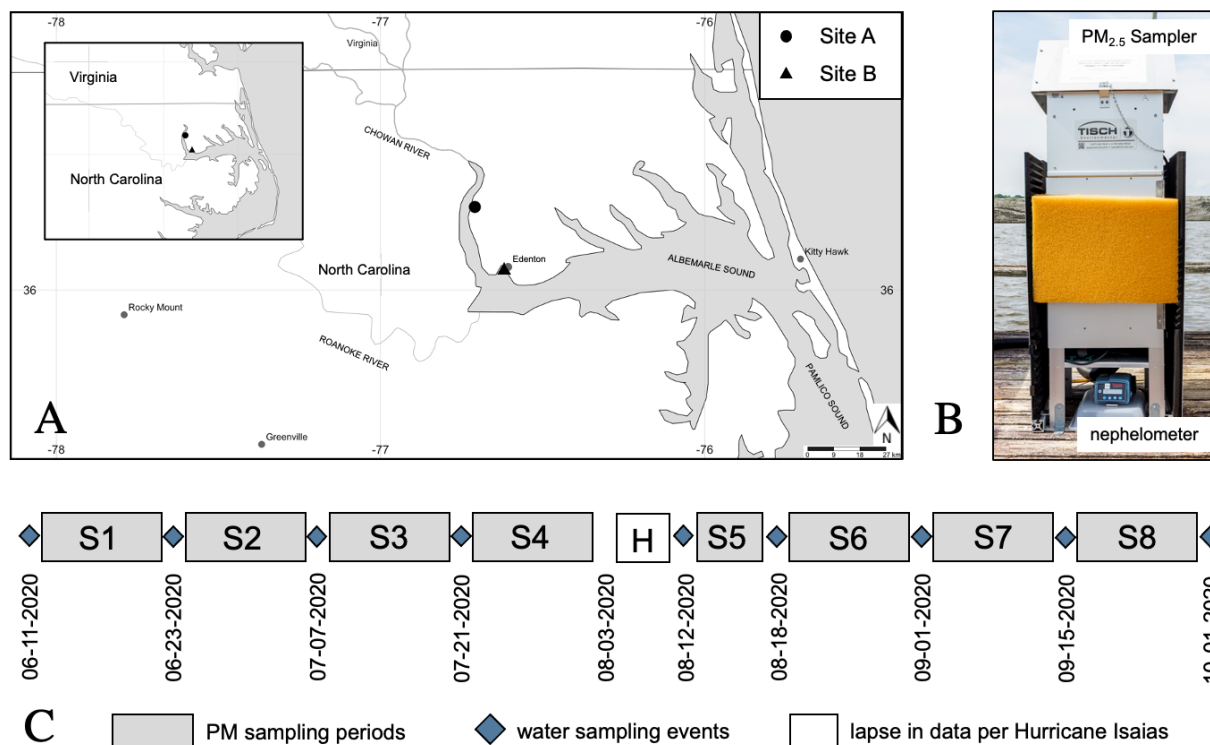 -78
-77
-76
Virginia
Site A
Site B
Virginia
North Carolina
CHOWAN RIVER
North Carolina
Edenton
ALBEMARLE SOUND
Kitty Hawk
36
36
Rocky Mount
ROANOKE RIVER
PAMLICO SOUND
Greenville
A
N
-78
-77
-76
0 9 18 27 km
PM2.5 Sampler
TISCH
B
nephelometer
S1
S2
S3
S4
H
S5
S6
S7
S8
06-11-2020
06-23-2020
07-07-2020
07-21-2020
08-03-2020
08-12-2020
08-18-2020
09-01-2020
09-15-2020
10-01-2020
C
PM sampling periods
water sampling events
lapse in data per Hurricane Isaias